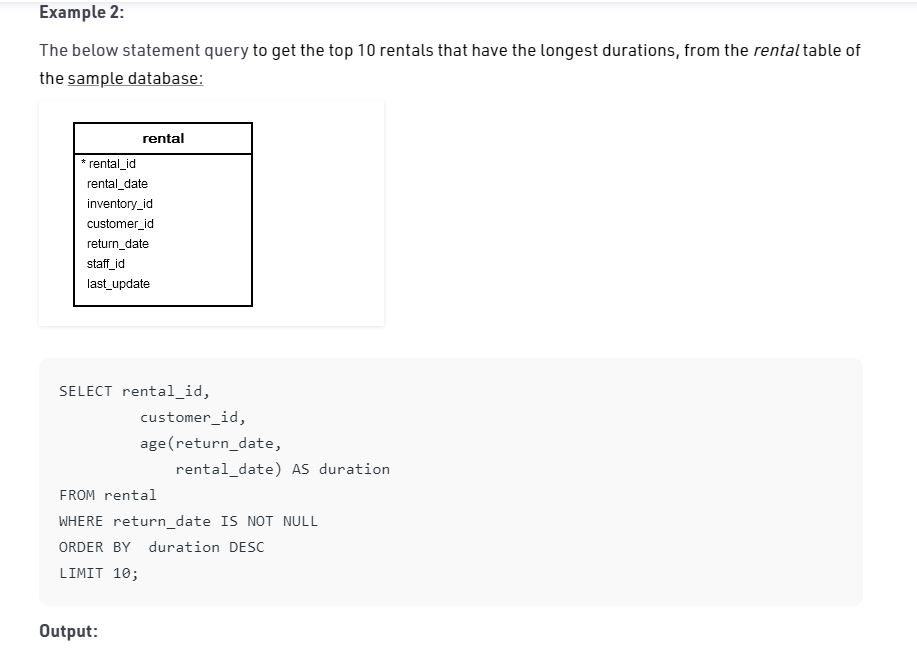 Example 2:
The below statement query to get the top 10 rentals that have the longest durations, from the rental table of
the sample database:
rental
* rental_id
rental_date
inventory_id
customer_id
return_date
staff_id
last_update
SELECT rental_id,
customer_id,
age(return_date,
rental_date) AS duration
FROM rental
WHERE return_date IS NOT NULL
ORDER BY  duration DESC
LIMIT 10;
Output: